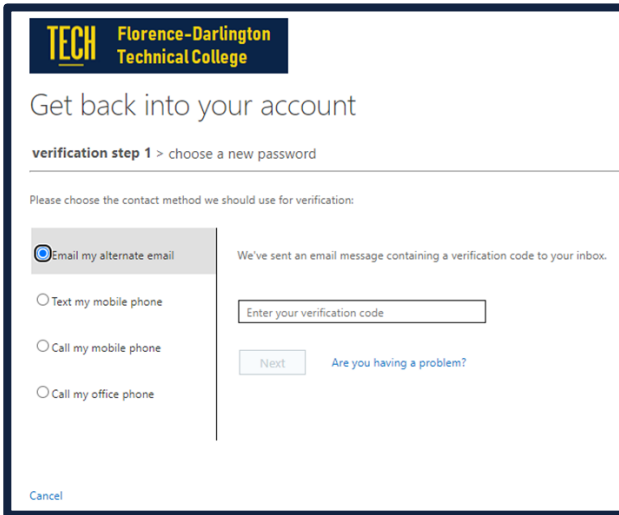 TECH
Florence-Darlington
Technical College
Get back into your account
verification step 1 > choose a new password
Please choose the contact method we should use for verification:
Email my alternate email
Text my mobile phone
Call my mobile phone
Call my office phone
We've sent an email message containing a verification code to your inbox.
Enter your verification code
Next
Are you having a problem?
Cancel